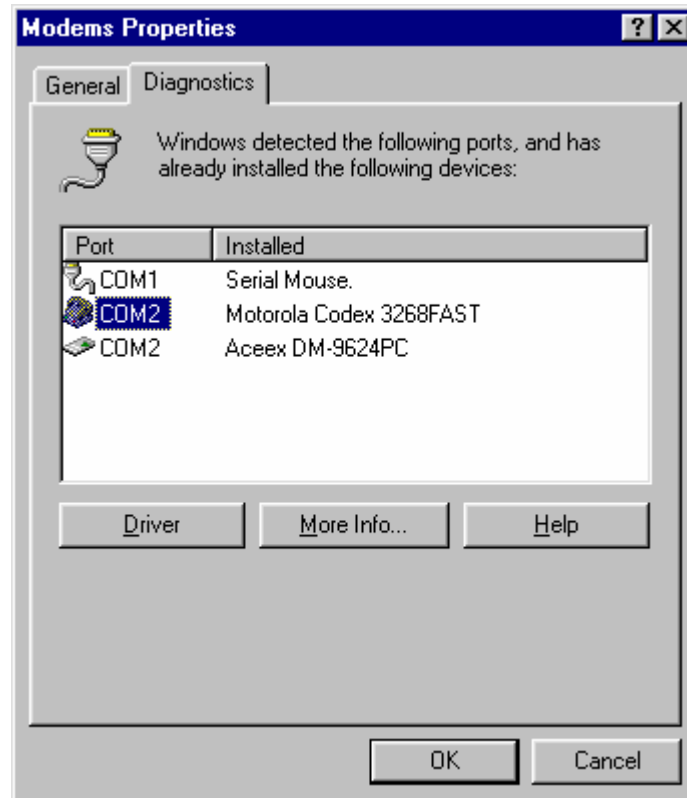 Modems Properties
General Diagnostics
Windows detected the following ports, and has
already installed the following devices:
Port Installed
COM1 Serial Mouse.
COM2 Motorola Codex 3268FAST
COM2 Aceex DM-9624PC
Driver More Info... Help
OK Cancel